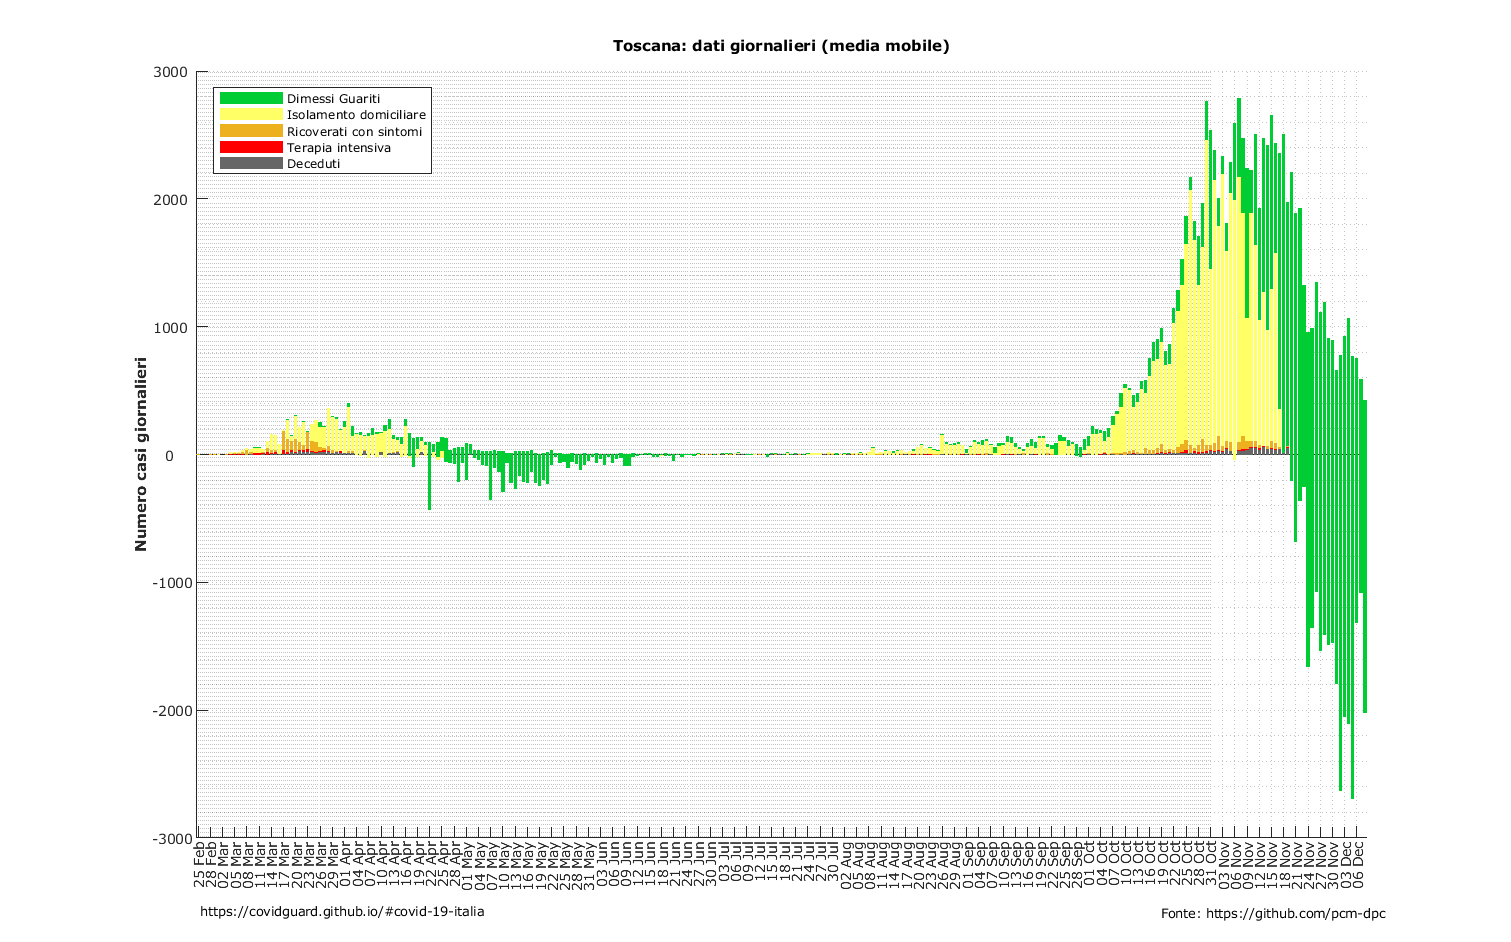 Toscana: dati giornalieri (media mobile)
3000
2000
1000
0
-1000
-2000
-3000
Numero casi giornalieri
Dimessi Guariti
Isolamento domiciliare
Ricoverati con sintomi
Terapia intensiva
Deceduti
25 Feb
28 Feb
02 Mar
05 Mar
08 Mar
11 Mar
14 Mar
17 Mar
20 Mar
23 Mar
26 Mar
29 Mar
01 Apr
04 Apr
07 Apr
10 Apr
13 Apr
16 Apr
19 Apr
22 Apr
25 Apr
28 Apr
01 May
04 May
07 May
10 May
13 May
16 May
19 May
22 May
25 May
28 May
31 May
03 Jun
06 Jun
09 Jun
12 Jun
15 Jun
18 Jun
21 Jun
24 Jun
27 Jun
30 Jun
03 Jul
06 Jul
09 Jul
12 Jul
15 Jul
18 Jul
21 Jul
24 Jul
27 Jul
30 Jul
02 Aug
05 Aug
08 Aug
11 Aug
14 Aug
17 Aug
20 Aug
23 Aug
26 Aug
29 Aug
01 Sep
04 Sep
07 Sep
10 Sep
13 Sep
16 Sep
19 Sep
22 Sep
25 Sep
28 Sep
01 Oct
04 Oct
07 Oct
10 Oct
13 Oct
16 Oct
19 Oct
22 Oct
25 Oct
28 Oct
31 Oct
03 Nov
06 Nov
09 Nov
12 Nov
15 Nov
18 Nov
21 Nov
24 Nov
27 Nov
30 Nov
03 Dec
06 Dec
https://covidguard.github.io/#covid-19-italia
Fonte: https://github.com/pcm-dpc